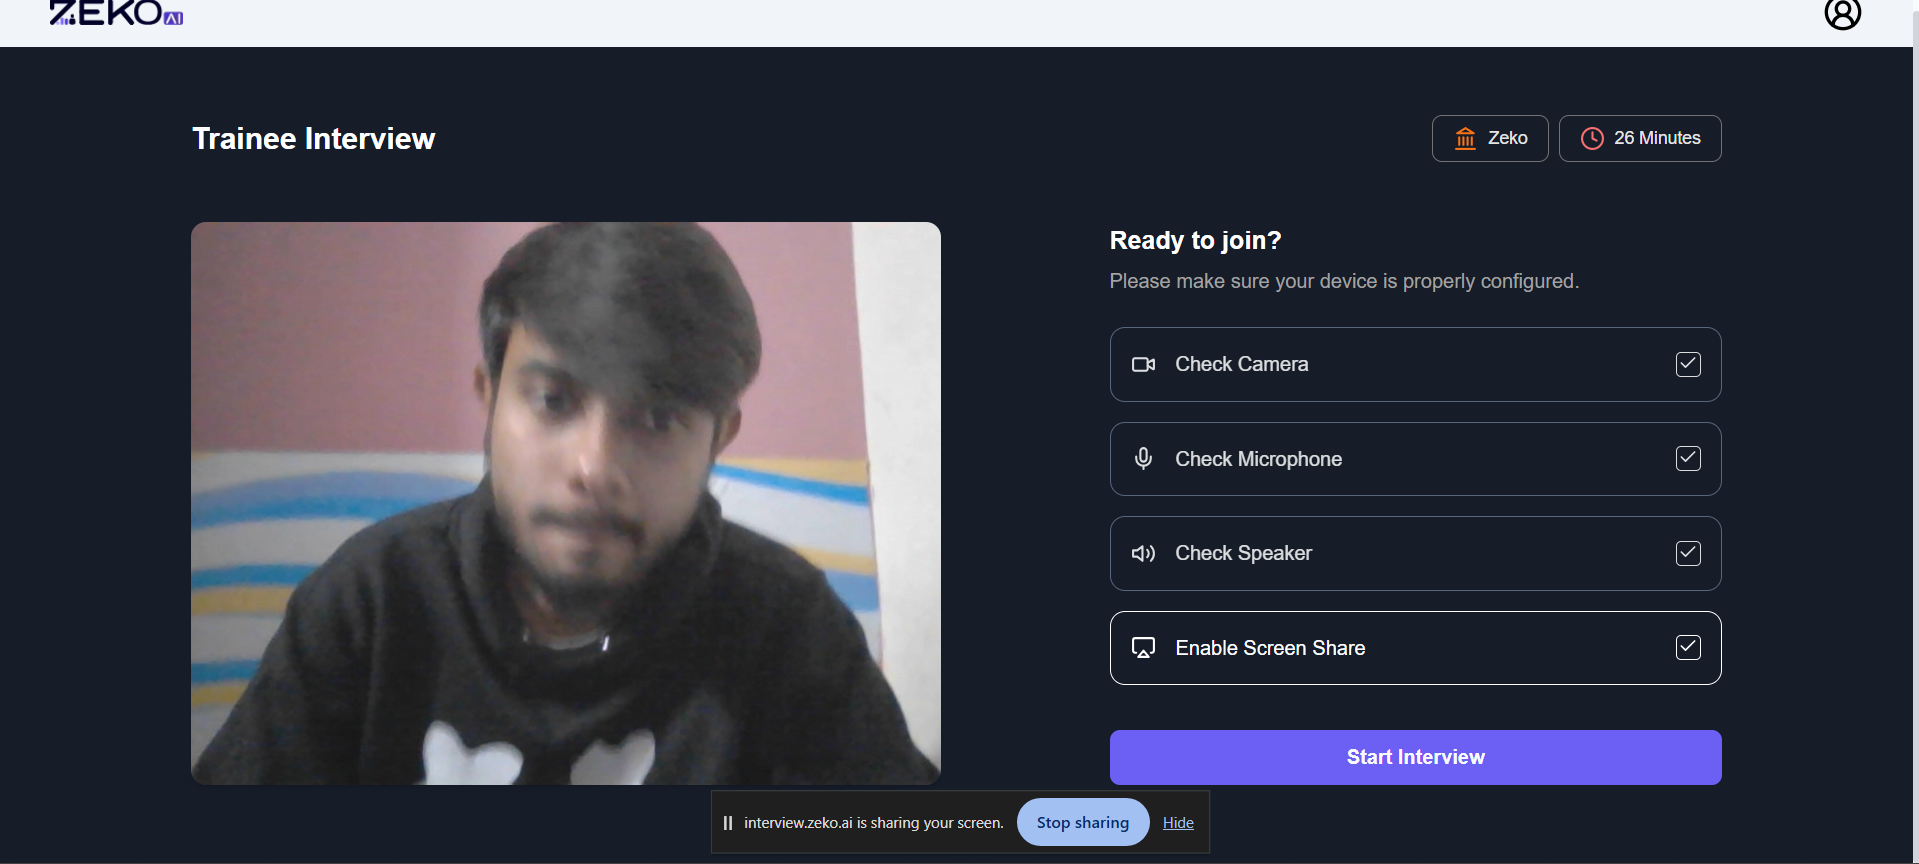 ZEKO AI
Trainee Interview
Zeko
26 Minutes
Ready to join?
Please make sure your device is properly configured.
Check Camera
Check Microphone
Check Speaker
Enable Screen Share
Start Interview
interview.zeko.ai is sharing your screen. Stop sharing Hide